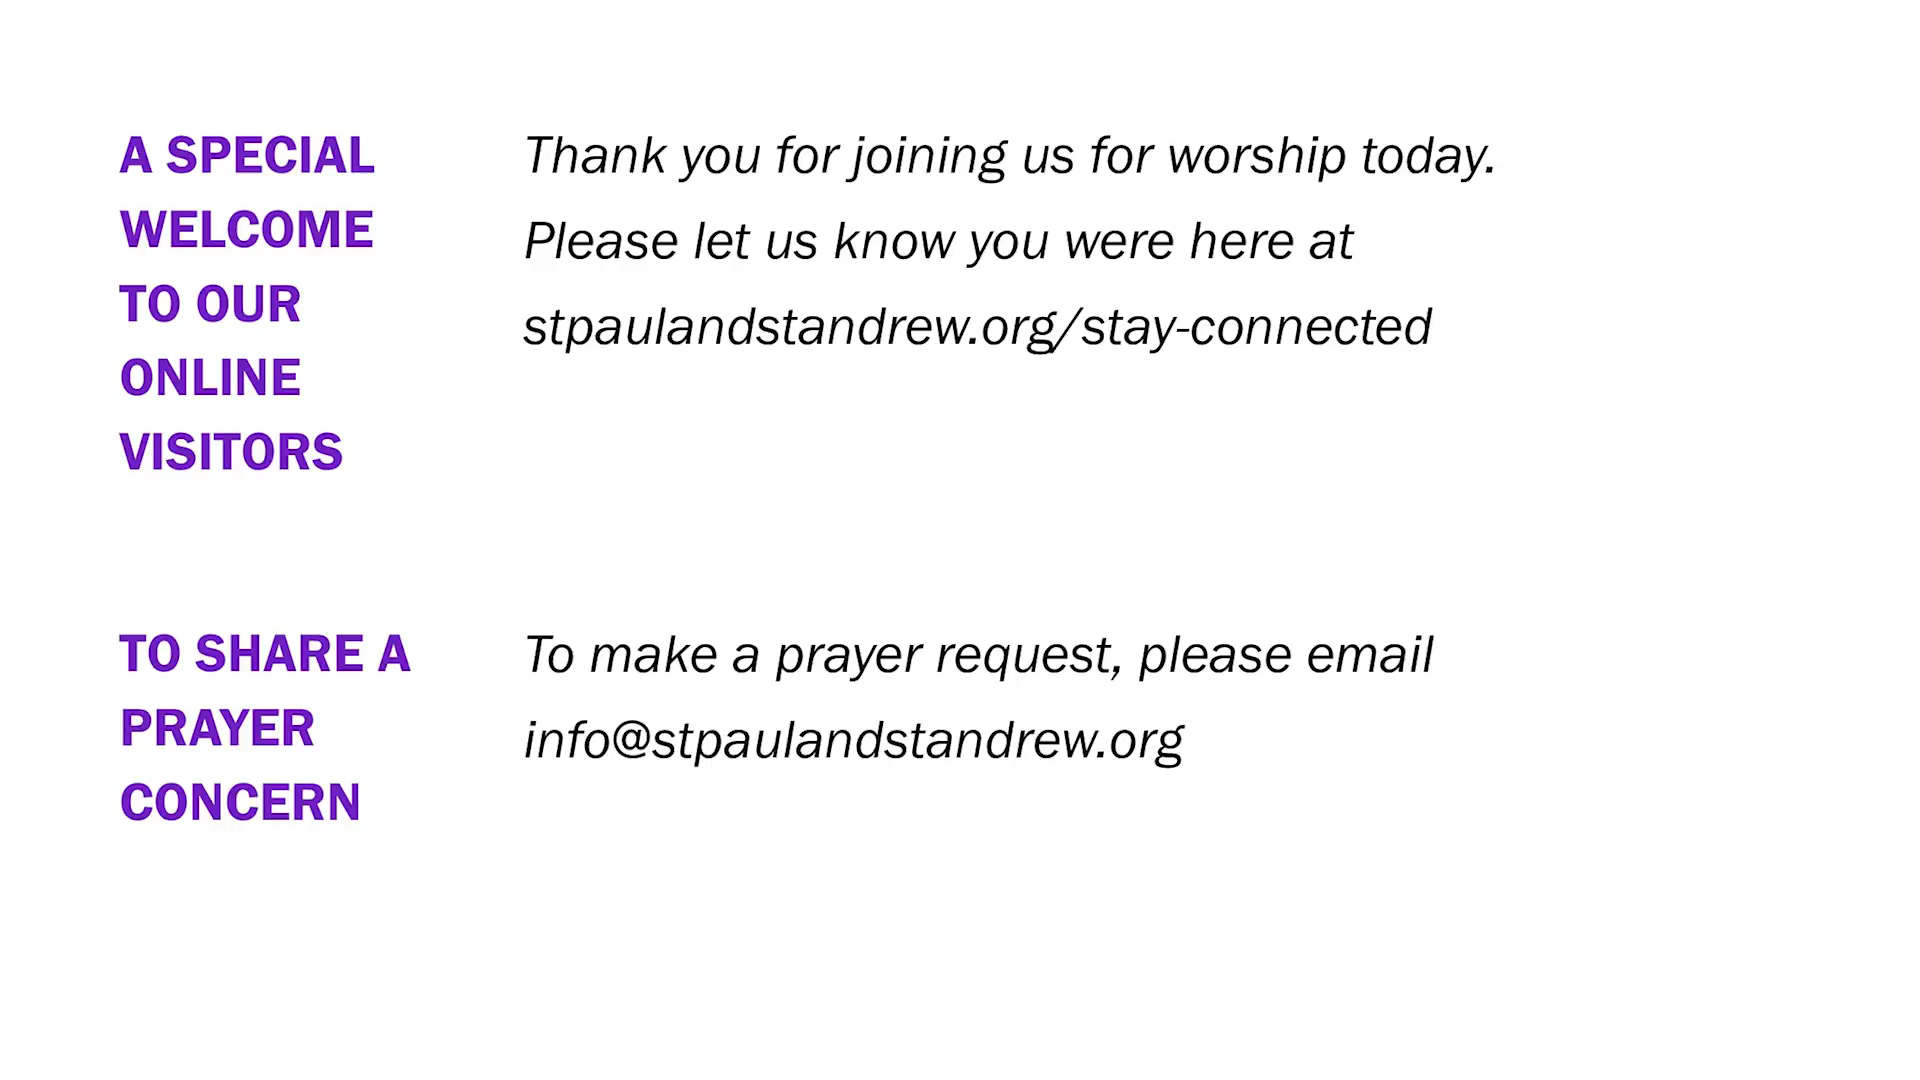 A SPECIAL
WELCOME
TO OUR
ONLINE
VISITORS
Thank you for joining us for worship today.
Please let us know you were here at
stpaulandstandrew.org/stay-connected
TO SHARE A
PRAYER
CONCERN
To make a prayer request, please email
info@stpaulandstandrew.org